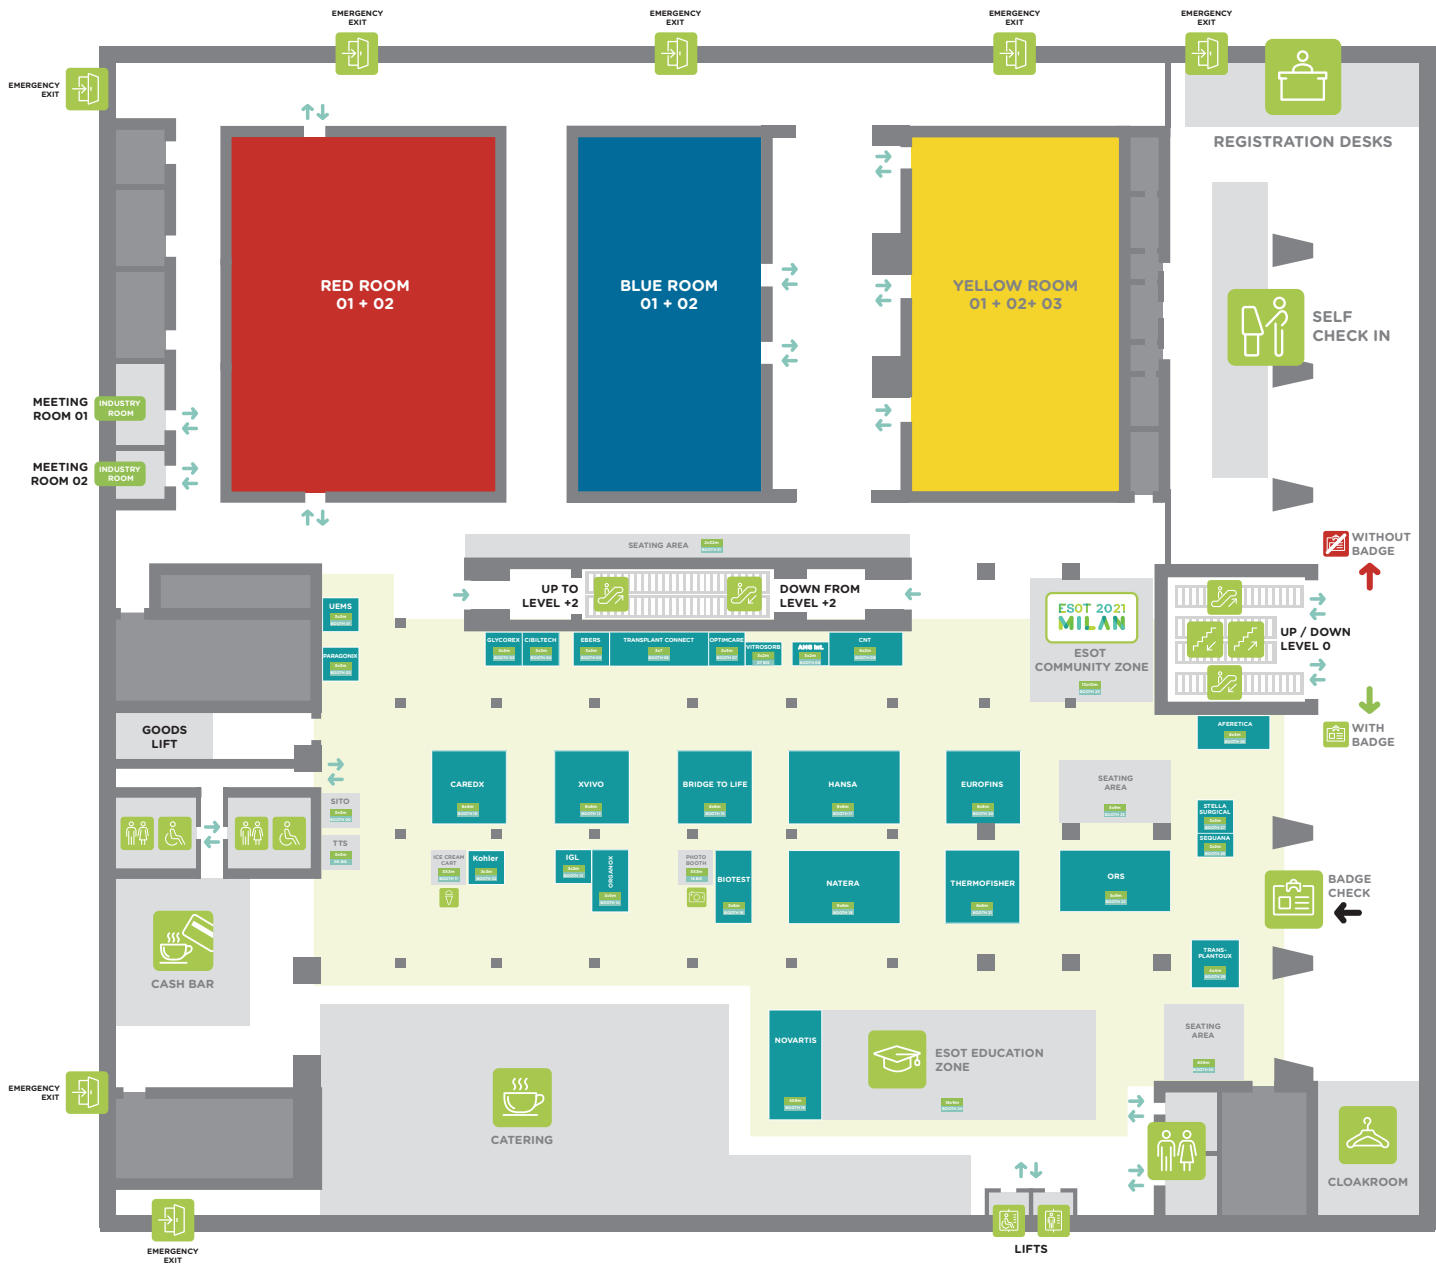 EMERGENCY
EXIT
EMERGENCY
EXIT
EMERGENCY
EXIT
EMERGENCY
EXIT
EMERGENCY
EXIT
REGISTRATION DESKS
RED ROOM
01 + 02
BLUE ROOM
01 + 02
YELLOW ROOM
01 + 02+ 03
SELF
CHECK IN
MEETING
ROOM 01
INDUSTRY
ROOM
MEETING
ROOM 02
INDUSTRY
ROOM
SEATING AREA
WITHOUT
BADGE
UP TO
LEVEL +2
DOWN FROM
LEVEL +2
ESOT 2021
MILAN
ESOT
COMMUNITY ZONE
UP / DOWN
LEVEL 0
WITH
BADGE
UEMS
PARAGONIX
GLYCOREX
CIBILTECH
EBERS
TRANSPLANT CONNECT
OPTIMCARE
VITROSORB
CNT
AFERETICA
GOODS
LIFT
CAREDX
XVIVO
BRIDGE TO LIFE
HANSA
EUROFINS
SEATING
AREA
SITO
TTS
STELLA
SURGICAL
SEQUANA
ICE CREAM
CART
Kohler
IGL
ORGANOX
PHOTO
BOOTH
BIOTEST
NATERA
THERMOFISHER
ORS
BADGE
CHECK
CASH BAR
TRANS-
PLANTOUX
NOVARTIS
ESOT EDUCATION
ZONE
SEATING
AREA
EMERGENCY
EXIT
CATERING
CLOAKROOM
LIFTS
EMERGENCY
EXIT